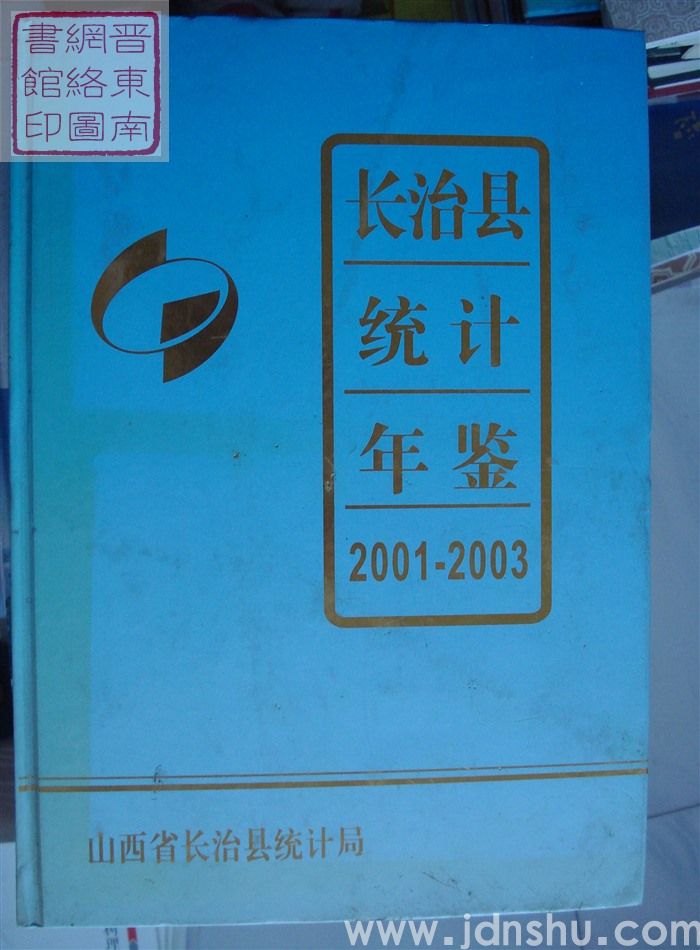 晋東南
網絡圖
書館印
长治县
统计
年鉴
2001-2003
山西省长治县统计局
www.jdnshu.com